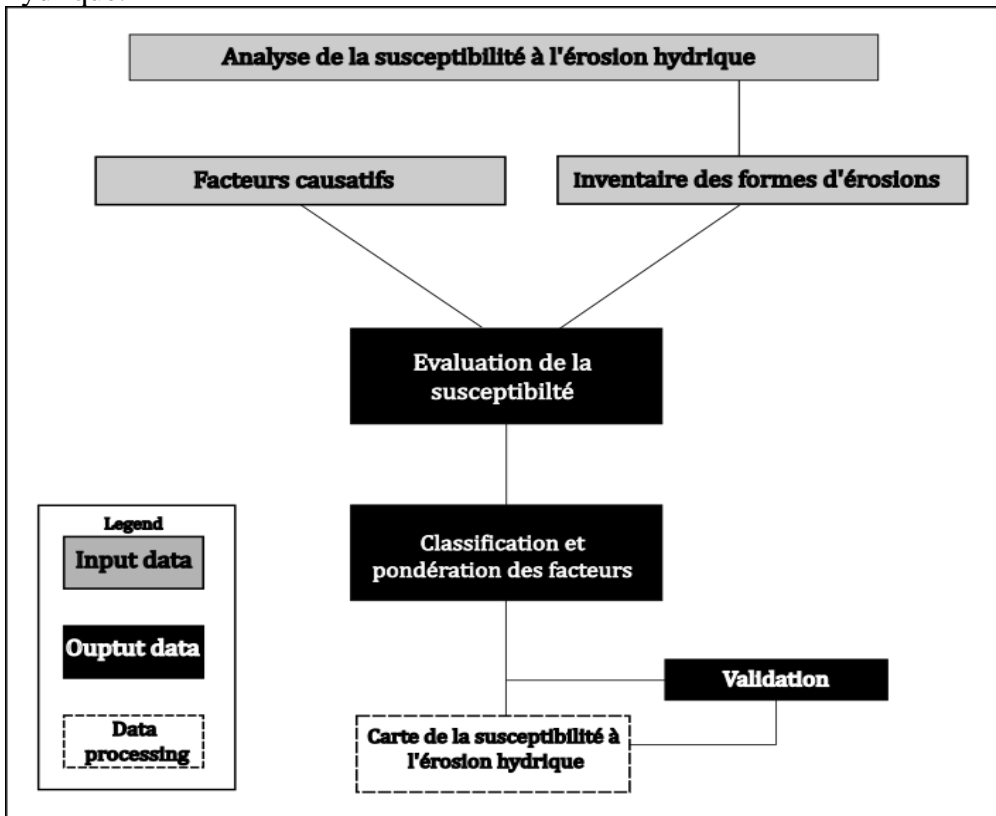 Analyse de la susceptibilité à l'érosion hydrique
Facteurs causatifs
Inventaire des formes d'érosions
Evaluation de la
susceptibilté
Classification et
pondération des facteurs
Validation
Carte de la susceptibilité à
l'érosion hydrique
Legend
Input data
Ouptut data
Data
processing